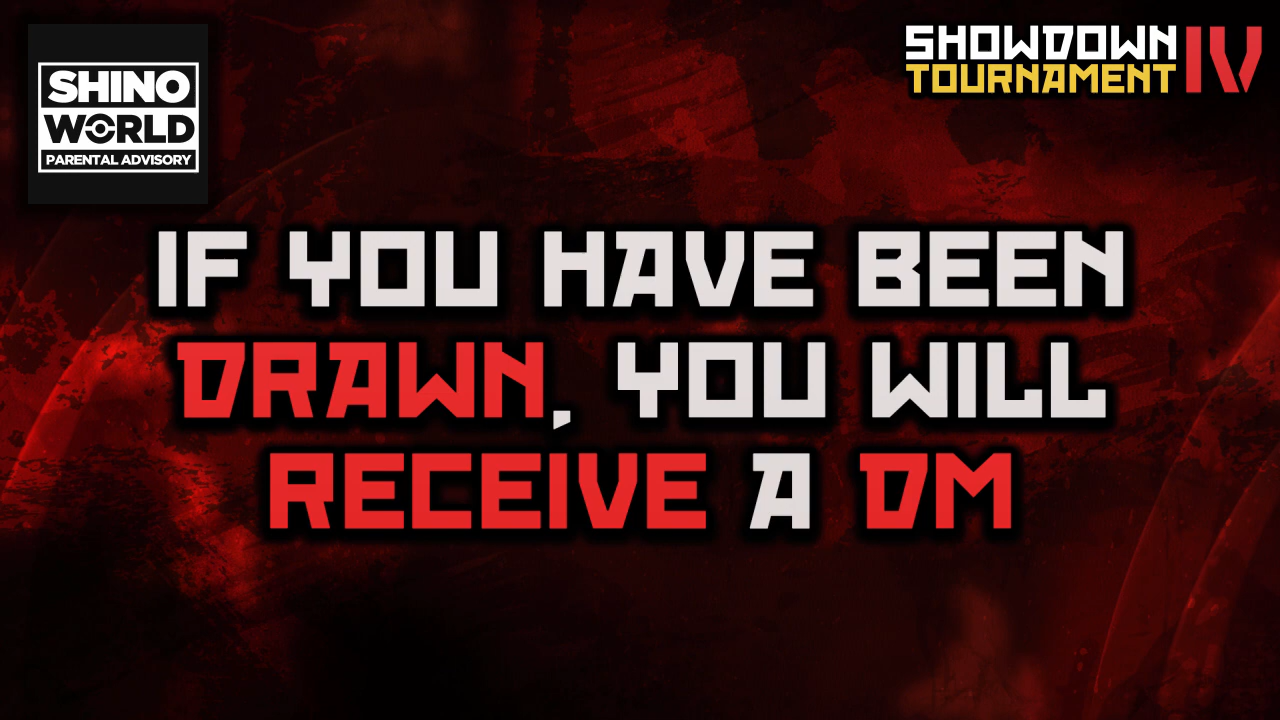 SHINO
WORLD
PARENTAL ADVISORY
SHOWDOWN
TOURNAMENT IV
IF YOU HAVE BEEN
DRAWN, YOU WILL
RECEIVE A DM